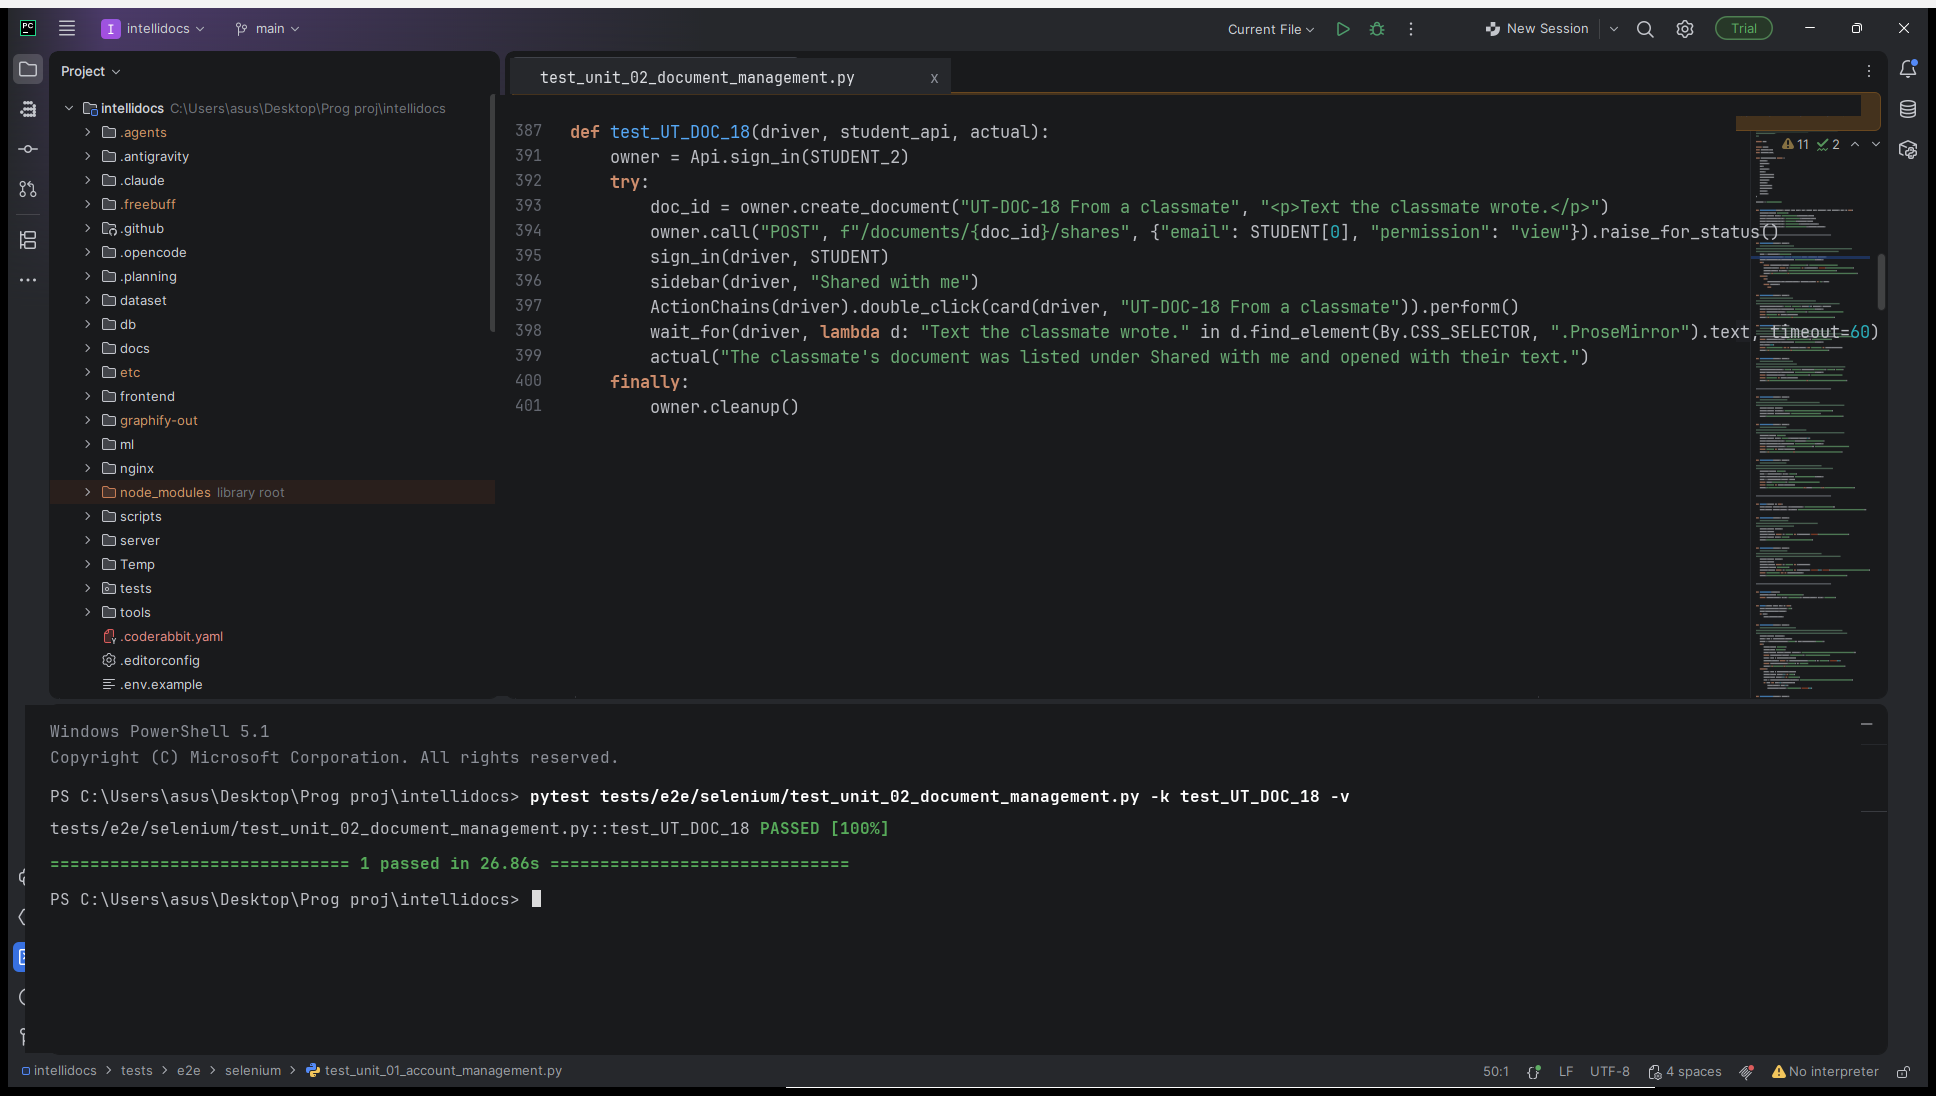 PC
I intellidocs
main
Current File
New Session
Trial
Project
test_unit_02_document_management.py x
intellidocs C:\Users\asus\Desktop\Prog proj\intellidocs
.agents
.antigravity
.claude
.freebuff
.github
.opencode
.planning
dataset
db
docs
etc
frontend
graphify-out
ml
nginx
node_modules library root
scripts
server
Temp
tests
tools
.coderabbit.yaml
.editorconfig
.env.example
11 2
387 def test_UT_DOC_18(driver, student_api, actual):
391 owner = Api.sign_in(STUDENT_2)
392 try:
393 doc_id = owner.create_document("UT-DOC-18 From a classmate", "<p>Text the classmate wrote.</p>")
394 owner.call("POST", f"/documents/{doc_id}/shares", {"email": STUDENT[0], "permission": "view"}).raise_for_status()
395 sign_in(driver, STUDENT)
396 sidebar(driver, "Shared with me")
397 ActionChains(driver).double_click(card(driver, "UT-DOC-18 From a classmate")).perform()
398 wait_for(driver, lambda d: "Text the classmate wrote." in d.find_element(By.CSS_SELECTOR, ".ProseMirror").text, timeout=60)
399 actual("The classmate's document was listed under Shared with me and opened with their text.")
400 finally:
401 owner.cleanup()
Windows PowerShell 5.1
Copyright (C) Microsoft Corporation. All rights reserved.
PS C:\Users\asus\Desktop\Prog proj\intellidocs> pytest tests/e2e/selenium/test_unit_02_document_management.py -k test_UT_DOC_18 -v
tests/e2e/selenium/test_unit_02_document_management.py::test_UT_DOC_18 PASSED [100%]
============================== 1 passed in 26.86s ==============================
PS C:\Users\asus\Desktop\Prog proj\intellidocs>
intellidocs > tests > e2e > selenium > test_unit_01_account_management.py
50:1 LF UTF-8 4 spaces No interpreter